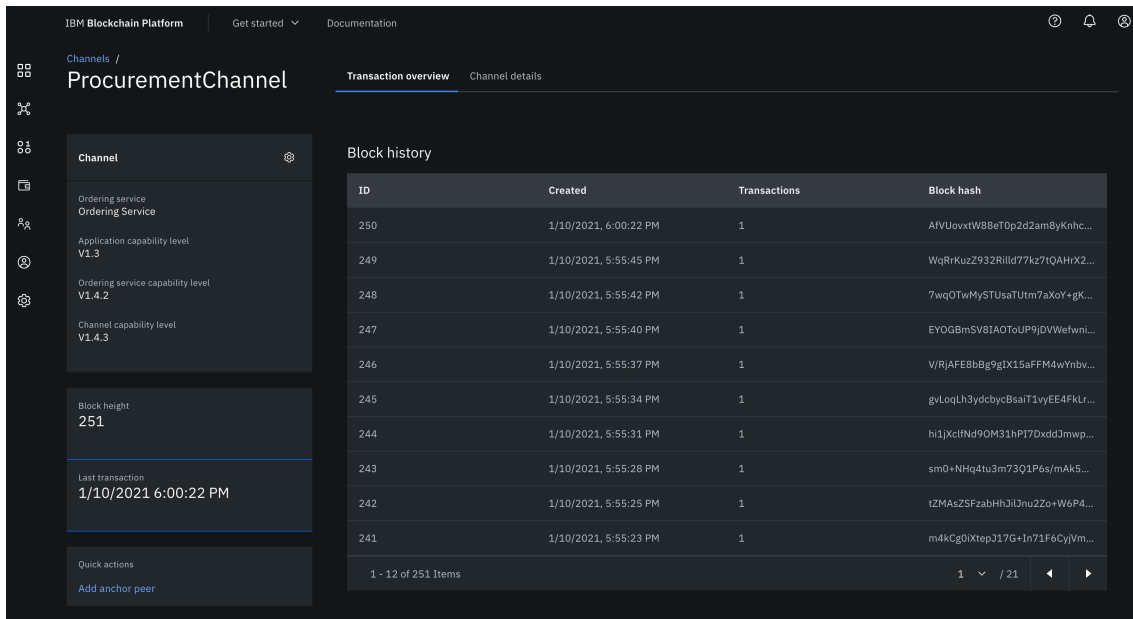 IBM Blockchain Platform Get started Documentation
Channels /
ProcurementChannel
Transaction overview Channel details
Channel
Ordering service
Ordering Service
Application capability level
V1.3
Ordering service capability level
V1.4.2
Channel capability level
V1.4.3
Block height
251
Last transaction
1/10/2021 6:00:22 PM
Quick actions
Add anchor peer
Block history
ID Created Transactions Block hash
250 1/10/2021, 6:00:22 PM 1 AfVUovxtW88eT0p2d2am8yKnhc...
249 1/10/2021, 5:55:45 PM 1 WqRrKuzZ932Rilld77kz7tQAHrX2...
248 1/10/2021, 5:55:42 PM 1 7wqOTwMySTUsaTUtm7aXoY+gK...
247 1/10/2021, 5:55:40 PM 1 EYOGBmSV8IAOToUP9jDVWefwni...
246 1/10/2021, 5:55:37 PM 1 V/RjAFE8bBg9gIX15aFFM4wYnbv...
245 1/10/2021, 5:55:34 PM 1 gvLoqLh3ydcbycBsaiT1vyEE4FkLr...
244 1/10/2021, 5:55:31 PM 1 hi1jXclfNd9OM31hPI7DxddJmwp...
243 1/10/2021, 5:55:28 PM 1 sm0+NHq4tu3m73Q1P6s/mAk5...
242 1/10/2021, 5:55:25 PM 1 tZMAsZSFzabHhJilJnu2Zo+W6P4...
241 1/10/2021, 5:55:23 PM 1 m4kCg0iXtepJ17G+In71F6CyjVm...
1 - 12 of 251 Items 1 / 21